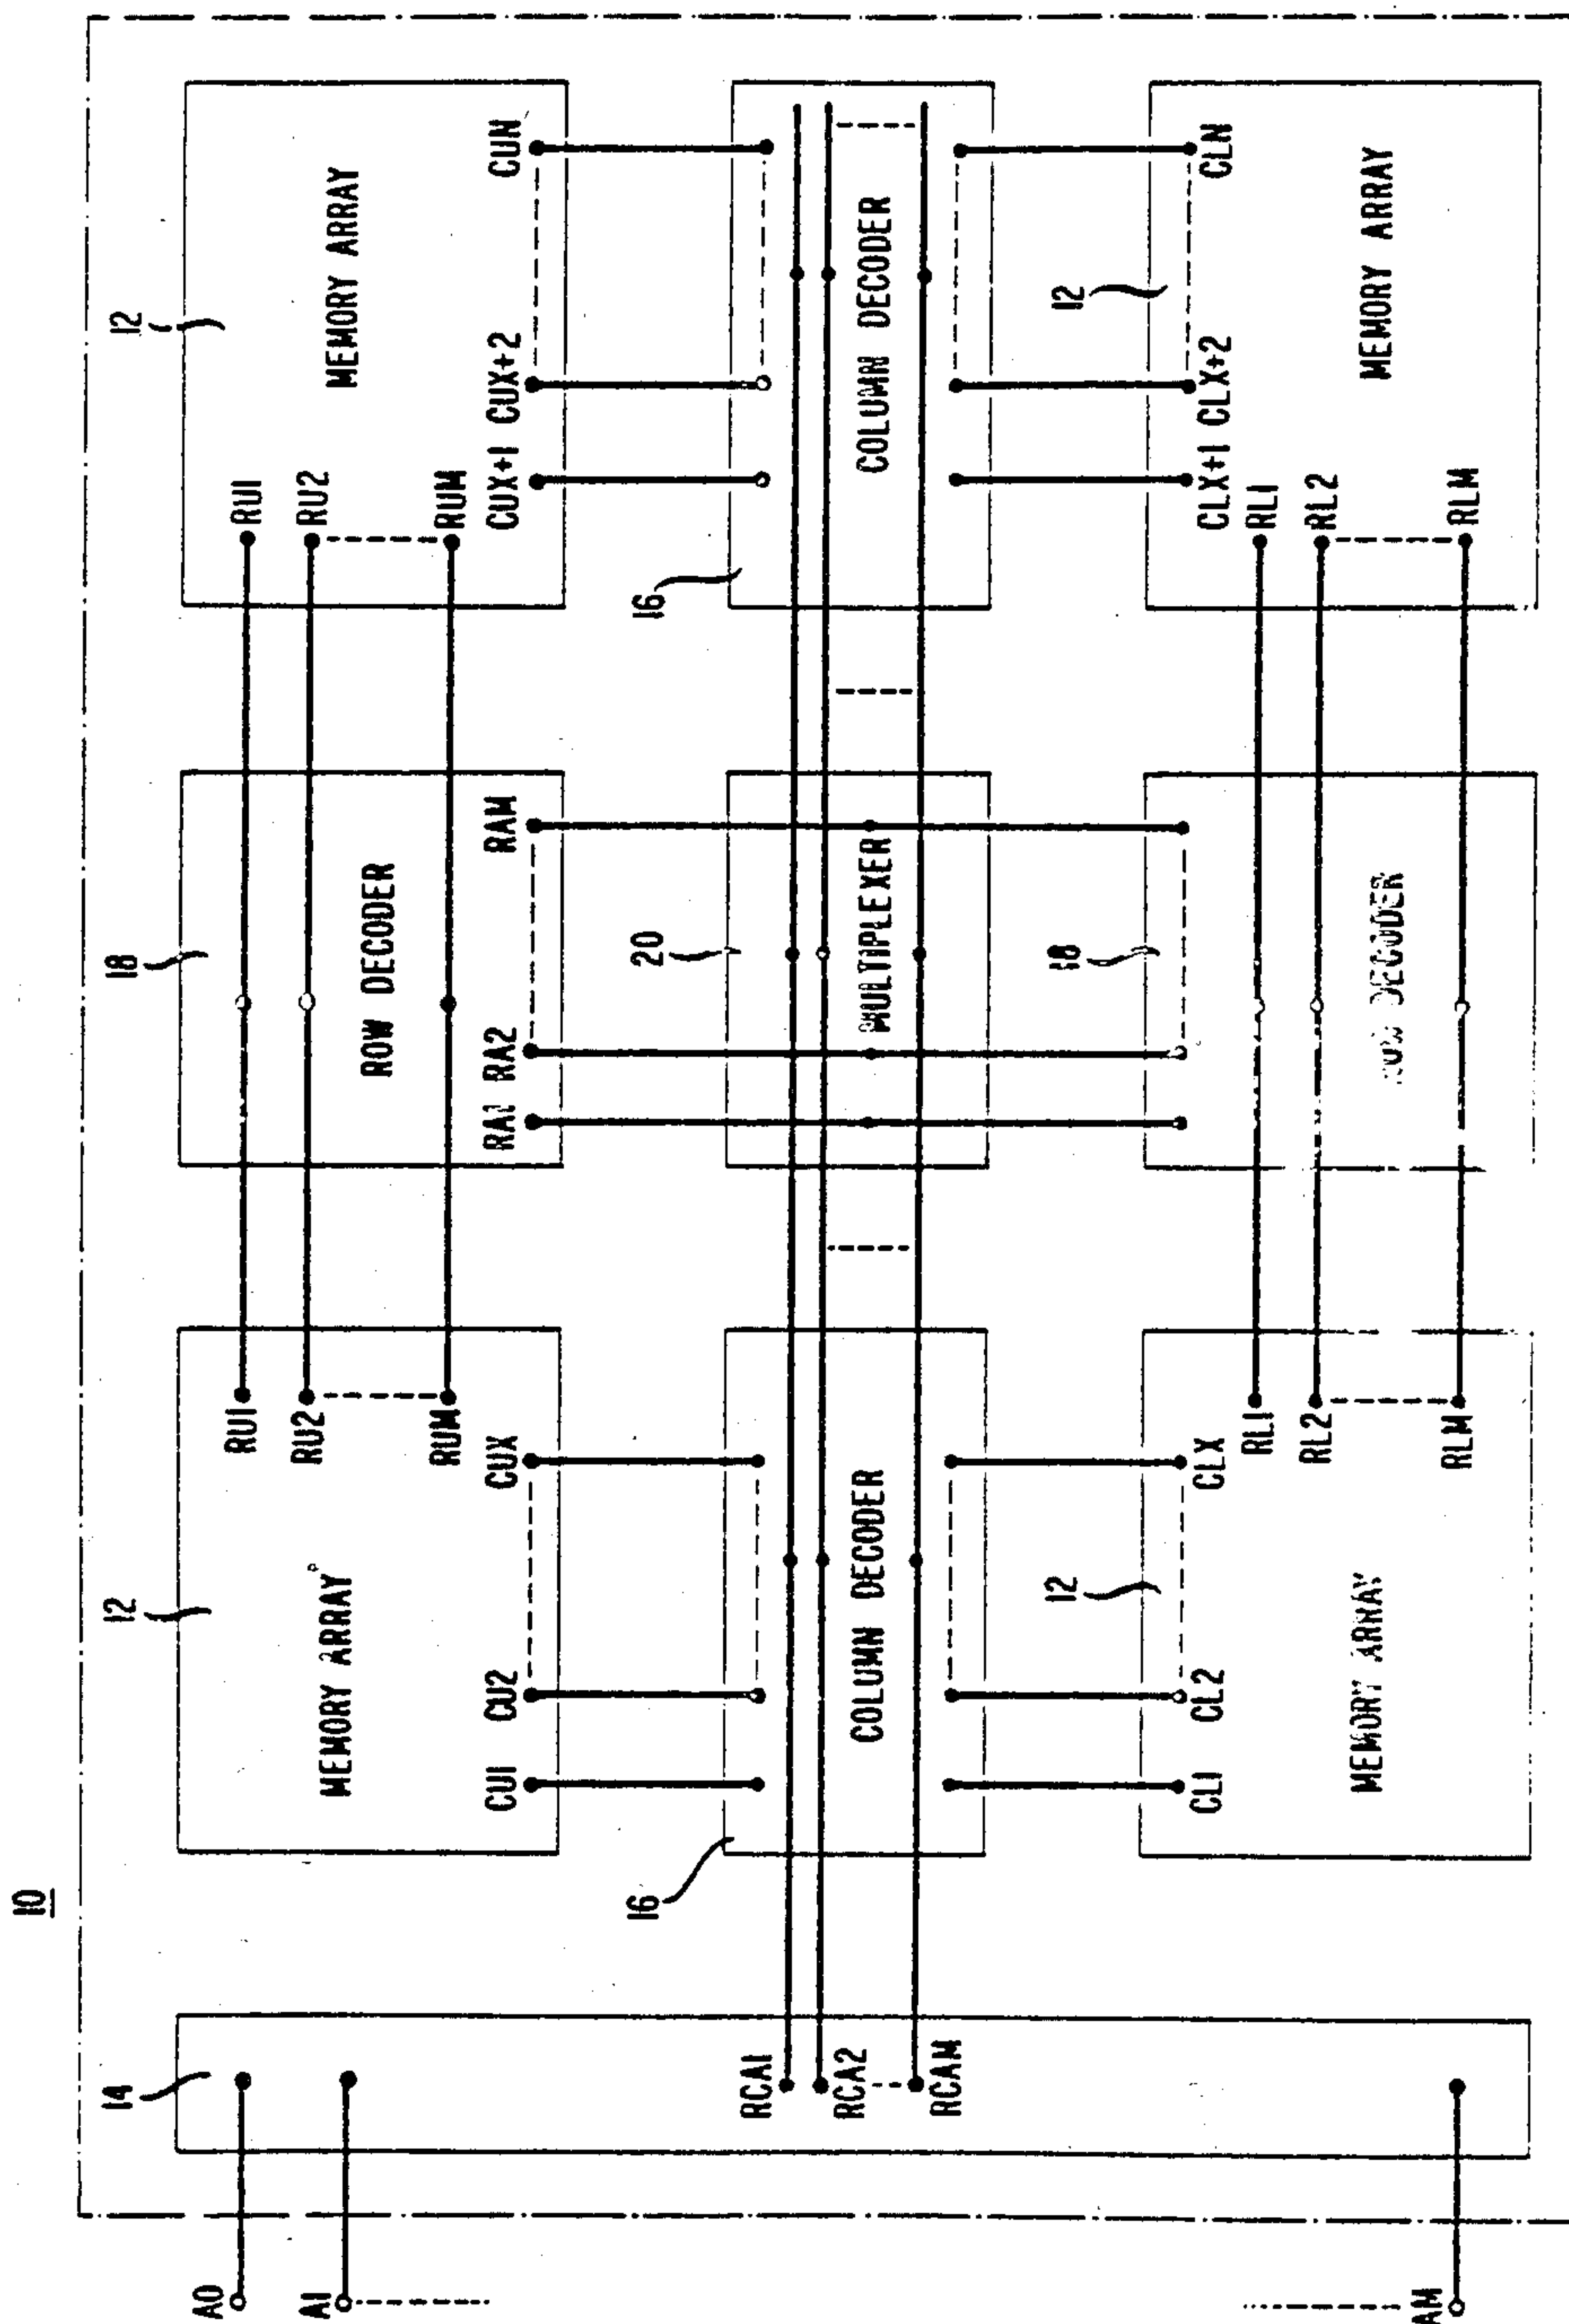 10
A0
A1
AM
14
RCA1
RCA2
RCAM
12
MEMORY ARRAY
RU1
RU2
RUM
CU1
CU2
CUX
16
COLUMN DECODER
12
CL1
CL2
CLX
RL1
RL2
RLM
MEMORY ARRAY
18
ROW DECODER
RA1
RA2
RAM
20
MULTIPLEXER
18
ROW DECODER
12
MEMORY ARRAY
RU1
RU2
RUM
CUX+1
CUX+2
CUN
16
COLUMN DECODER
12
CLX+1
CLX+2
CLN
RL1
RL2
RLM
MEMORY ARRAY